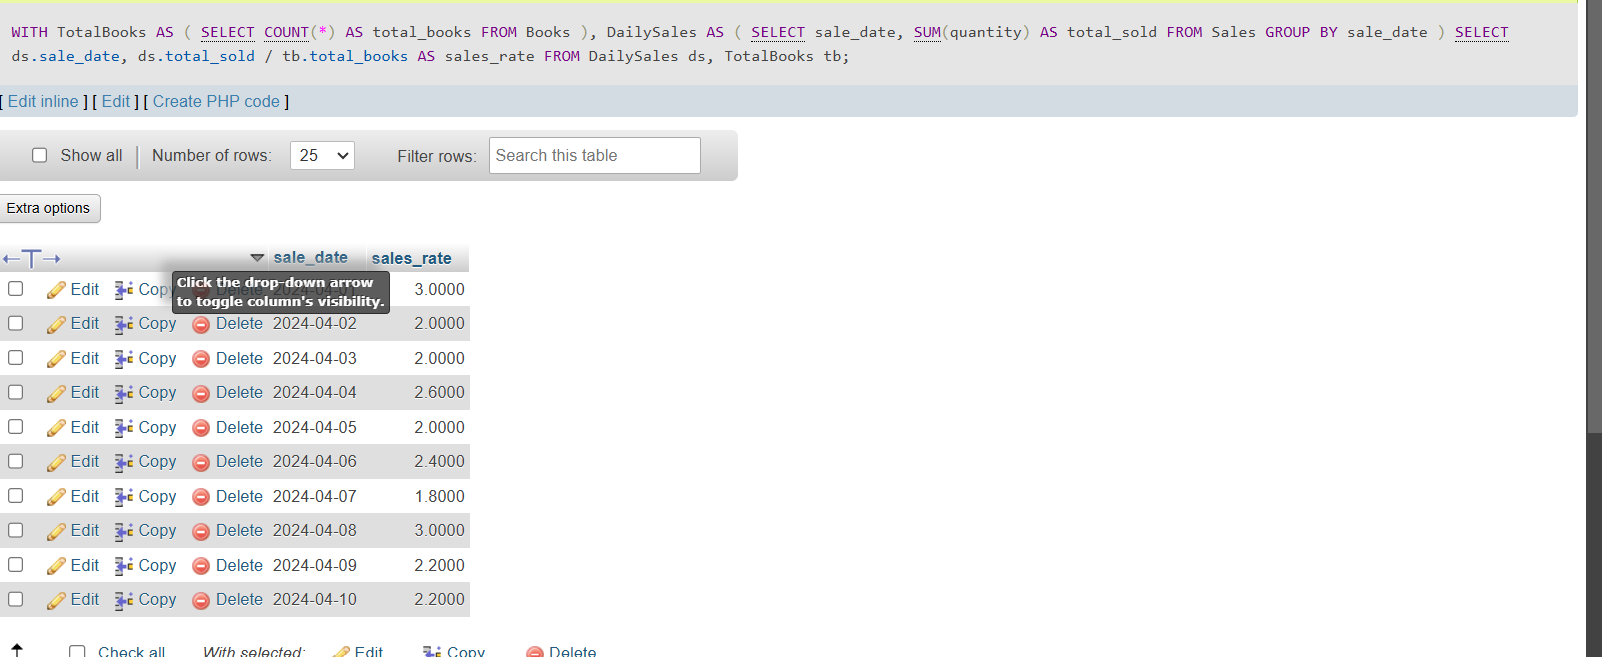 WITH TotalBooks AS ( SELECT COUNT(*) AS total_books FROM Books ), DailySales AS ( SELECT sale_date, SUM(quantity) AS total_sold FROM Sales GROUP BY sale_date ) SELECT
ds.sale_date, ds.total_sold / tb.total_books AS sales_rate FROM DailySales ds, TotalBooks tb;
[ Edit inline ] [ Edit ] [ Create PHP code ]
Show all Number of rows: 25 Filter rows: Search this table
Extra options
sale_date sales_rate
Click the drop-down arrow
to toggle column's visibility.
Edit Copy 3.0000
Edit Copy Delete 2024-04-02 2.0000
Edit Copy Delete 2024-04-03 2.0000
Edit Copy Delete 2024-04-04 2.6000
Edit Copy Delete 2024-04-05 2.0000
Edit Copy Delete 2024-04-06 2.4000
Edit Copy Delete 2024-04-07 1.8000
Edit Copy Delete 2024-04-08 3.0000
Edit Copy Delete 2024-04-09 2.2000
Edit Copy Delete 2024-04-10 2.2000
Check all With selected: Edit Copy Delete